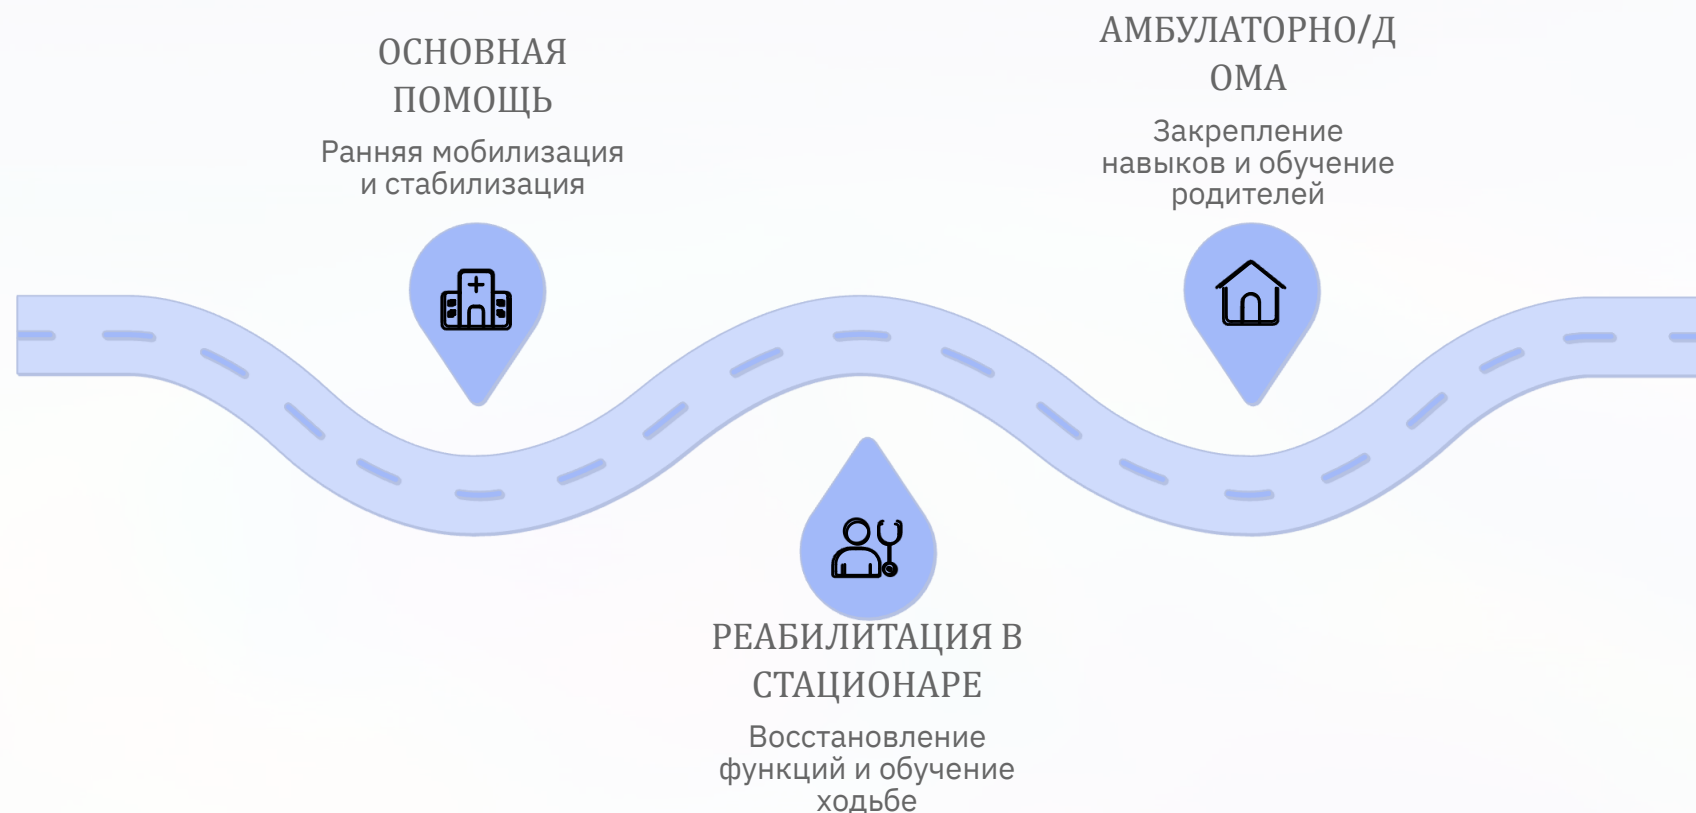 ОСНОВНАЯ
ПОМОЩЬ
Ранняя мобилизация
и стабилизация
РЕАБИЛИТАЦИЯ В
СТАЦИОНАРЕ
Восстановление
функций и обучение
ходьбе
АМБУЛАТОРНО/Д
ОМА
Закрепление
навыков и обучение
родителей